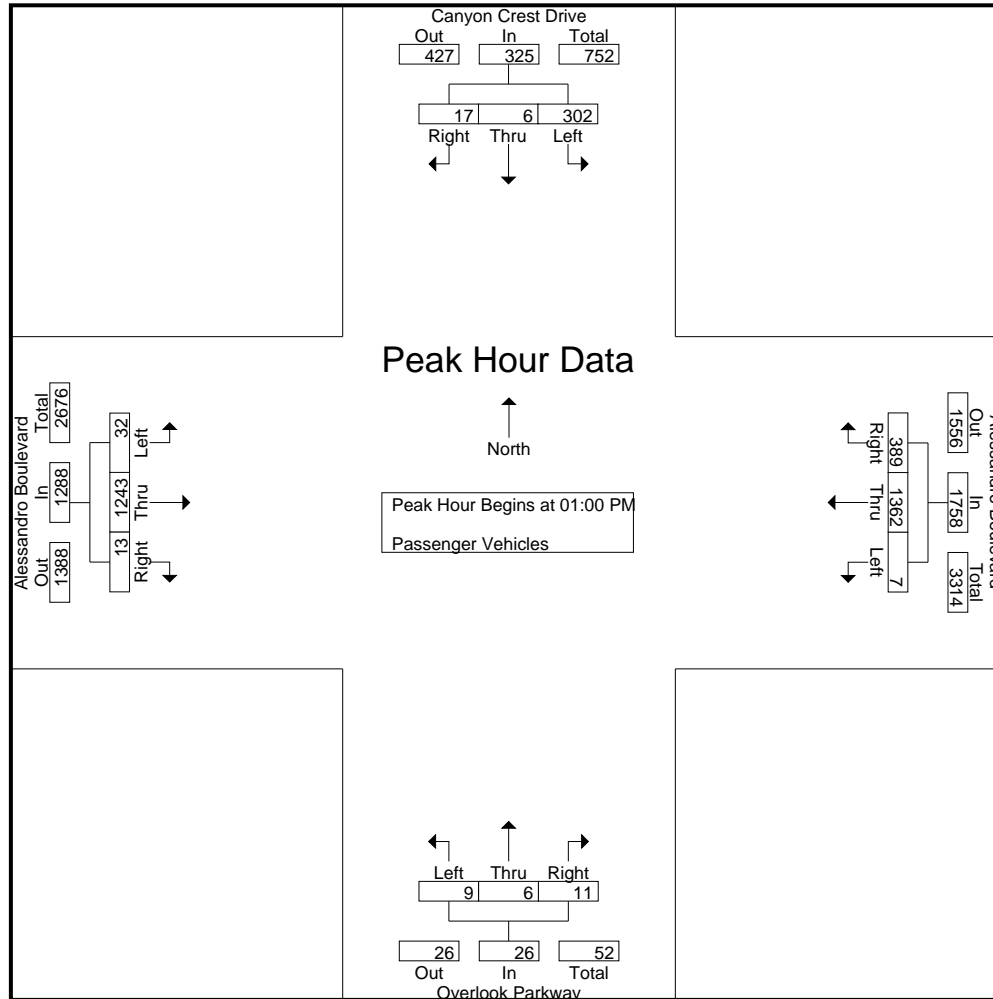 Canyon Crest Drive
Out In Total
427 325 752
17 6 302
Right Thru Left
Peak Hour Data
North
Peak Hour Begins at 01:00 PM
Passenger Vehicles
Alessandro Boulevard
Total In Out
2676 1288 1388
32 1243 13
Left Thru Right
Out In Total
1556 1758 3314
389 1362 7
Right Thru Left
Left Thru Right
9 6 11
26 26 52
Out In Total
Overlook Parkway